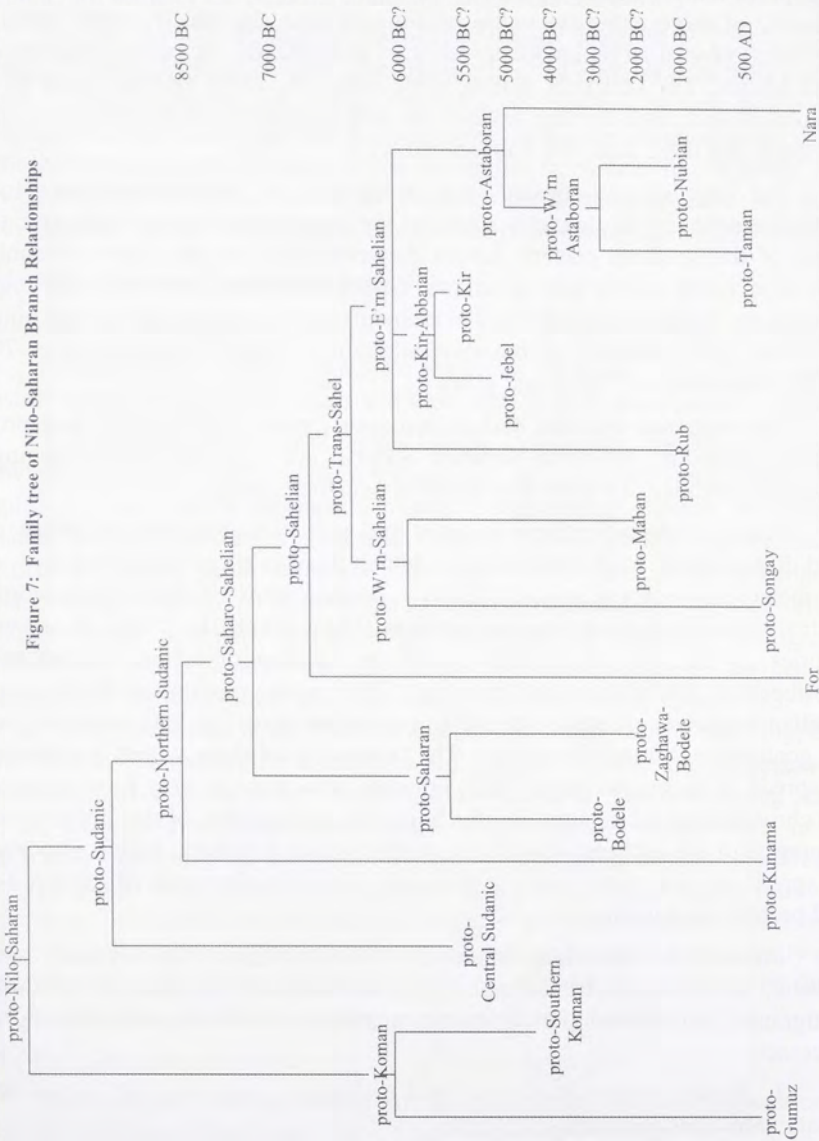 Figure 7: Family tree of Nilo-Saharan Branch Relationships
proto-Nilo-Saharan
proto-Sudanic
proto-Northern Sudanic
8500 BC
proto-Saharo-Sahelian
7000 BC
proto-Sahelian
proto-Trans-Sahel
proto-Koman
proto-Saharan
proto-W'rn-Sahelian
proto-E'rn Sahelian
6000 BC?
proto-Kir-Abbaian
proto-
Central Sudanic
proto-Kir
proto-Astaboran
5500 BC?
proto-Jebel
5000 BC?
proto-Southern
Koman
proto-W'rn
Astaboran
4000 BC?
proto-
Bodele
3000 BC?
proto-
Zaghawa-
Bodele
proto-Maban
2000 BC?
proto-Rub
proto-Nubian
1000 BC
proto-
Gumuz
proto-Kunama
proto-Songay
proto-Taman
500 AD
For
Nara